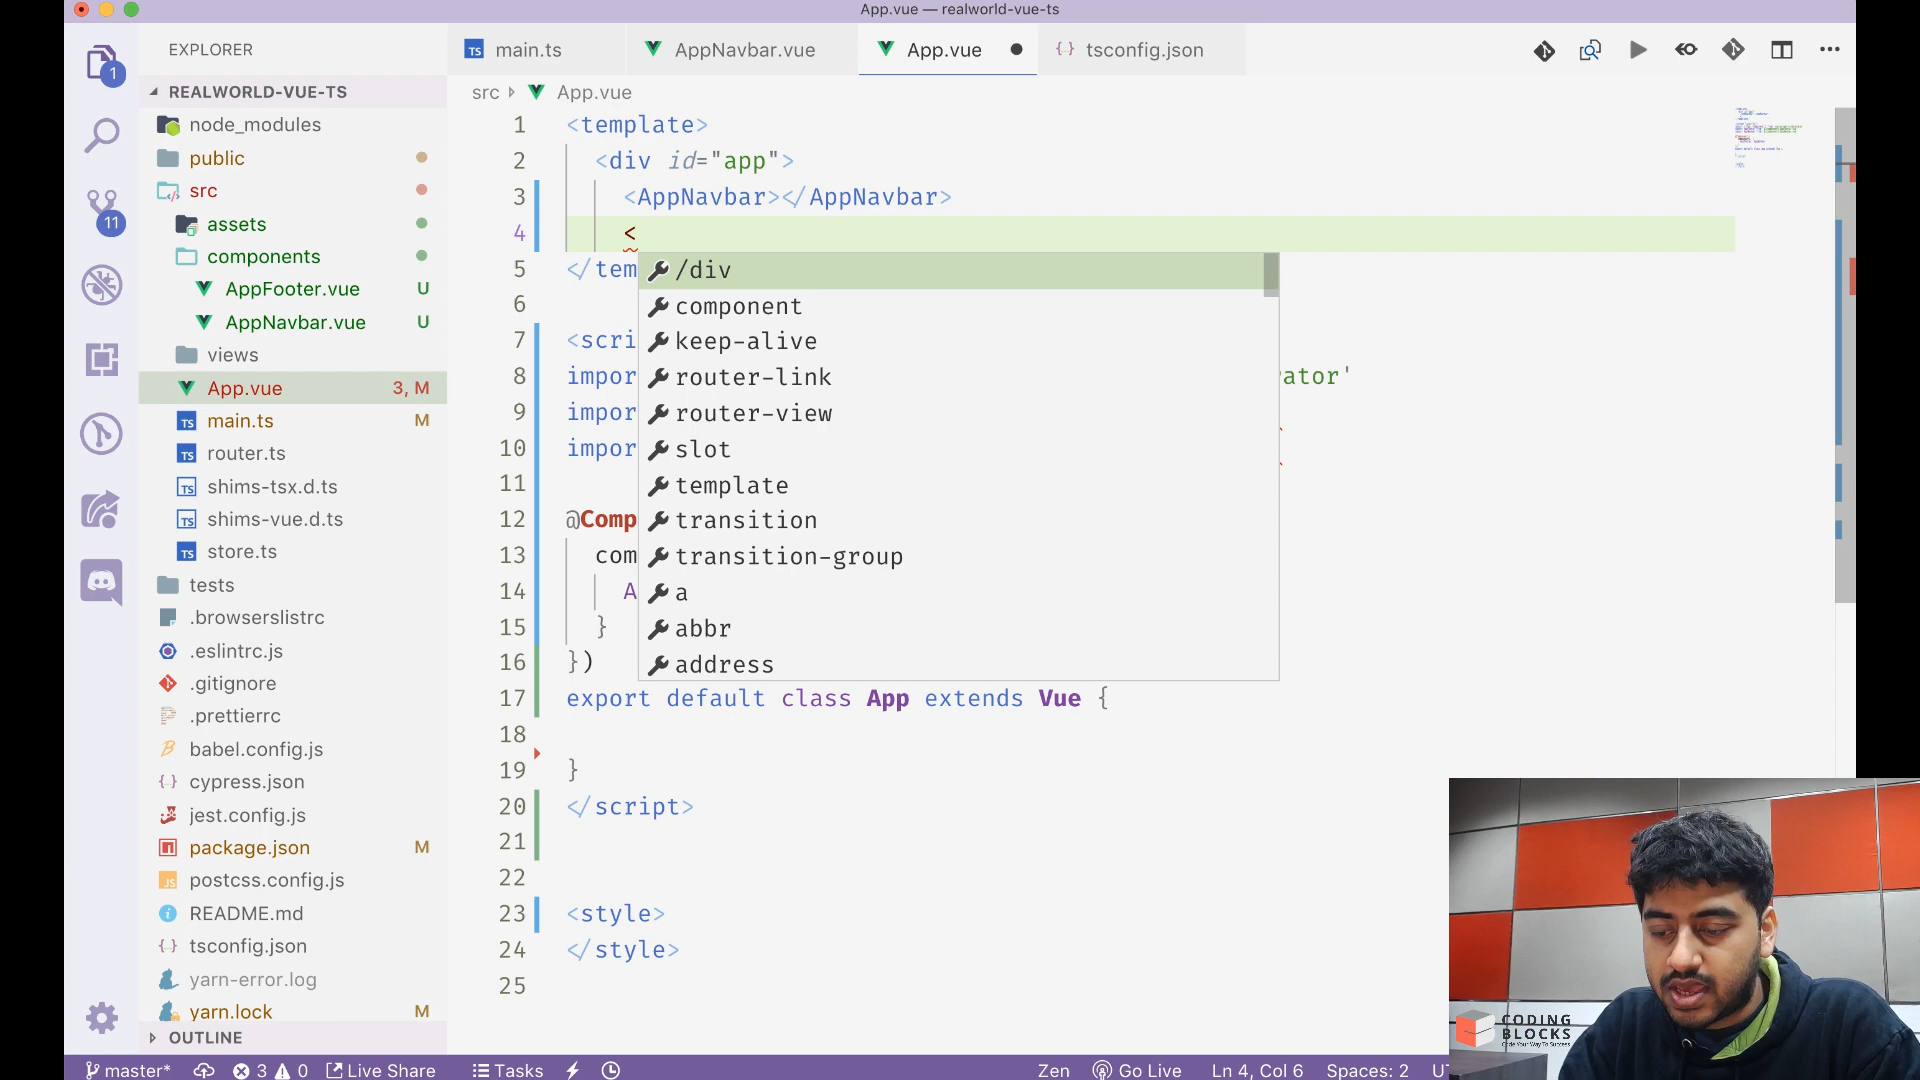 App.vue — realworld-vue-ts
EXPLORER
main.ts
AppNavbar.vue
App.vue
tsconfig.json
REALWORLD-VUE-TS
src
App.vue
node_modules
public
src
assets
components
AppFooter.vue U
AppNavbar.vue U
views
App.vue 3, M
main.ts M
router.ts
shims-tsx.d.ts
shims-vue.d.ts
store.ts
tests
.browserslistrc
.eslintrc.js
.gitignore
.prettierrc
babel.config.js
cypress.json
jest.config.js
package.json M
postcss.config.js
README.md
tsconfig.json
yarn-error.log
yarn.lock M
OUTLINE
1
11
1 <template>
2 <div id="app">
3 <AppNavbar></AppNavbar>
4 <
5 </tem
6
7 <scri
8 impor ator'
9 impor
10 impor
11
12 @Comp
13 com
14 A
15 }
16 })
17 export default class App extends Vue {
18
19 }
20 </script>
21
22
23 <style>
24 </style>
25
/div
component
keep-alive
router-link
router-view
slot
template
transition
transition-group
a
abbr
address
CODING
BLOCKS
Code Your Way To Success
master* 3 0 Live Share Tasks Zen Go Live Ln 4, Col 6 Spaces: 2 UT